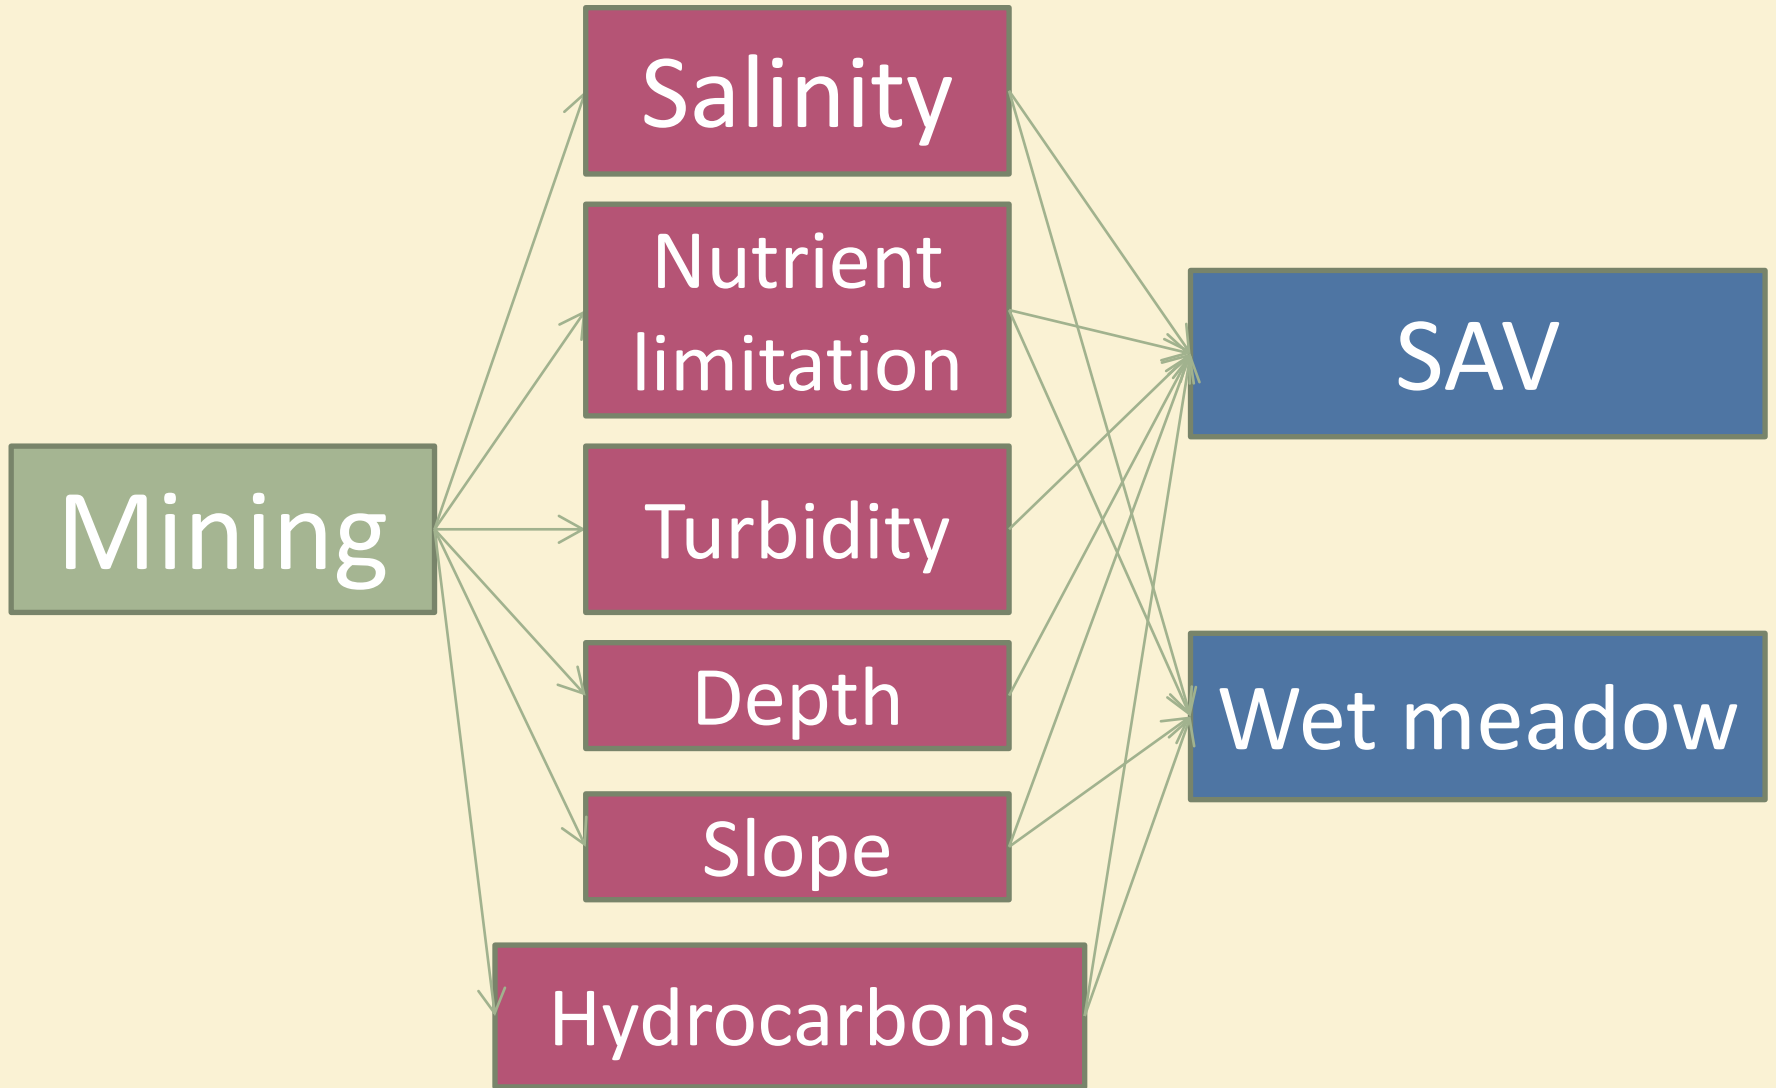 Salinity
Nutrient
limitation
SAV
Mining
Turbidity
Depth
Wet meadow
Slope
Hydrocarbons